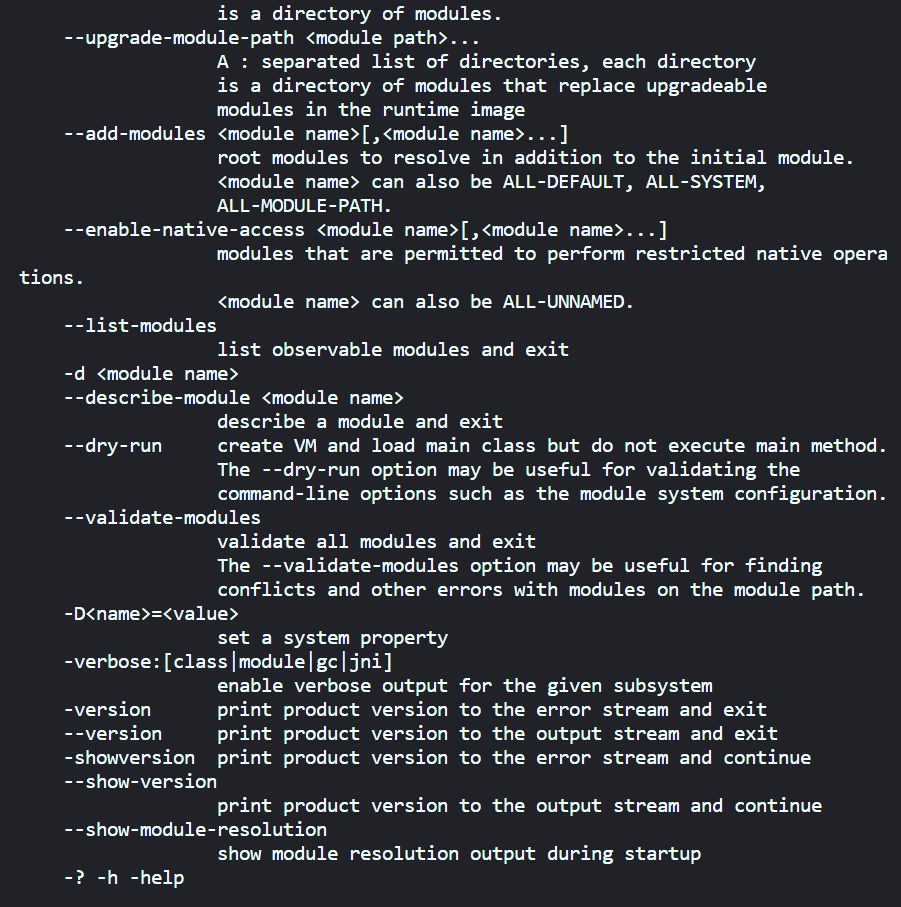 is a directory of modules.
--upgrade-module-path <module path>...
A : separated list of directories, each directory
is a directory of modules that replace upgradeable
modules in the runtime image
--add-modules <module name>[,<module name>...]
root modules to resolve in addition to the initial module.
<module name> can also be ALL-DEFAULT, ALL-SYSTEM,
ALL-MODULE-PATH.
--enable-native-access <module name>[,<module name>...]
modules that are permitted to perform restricted native opera
tions.
<module name> can also be ALL-UNNAMED.
--list-modules
list observable modules and exit
-d <module name>
--describe-module <module name>
describe a module and exit
--dry-run     create VM and load main class but do not execute main method.
The --dry-run option may be useful for validating the
command-line options such as the module system configuration.
--validate-modules
validate all modules and exit
The --validate-modules option may be useful for finding
conflicts and other errors with modules on the module path.
-D<name>=<value>
set a system property
-verbose:[class|module|gc|jni]
enable verbose output for the given subsystem
-version      print product version to the error stream and exit
--version     print product version to the output stream and exit
-showversion  print product version to the error stream and continue
--show-version
print product version to the output stream and continue
--show-module-resolution
show module resolution output during startup
-? -h -help